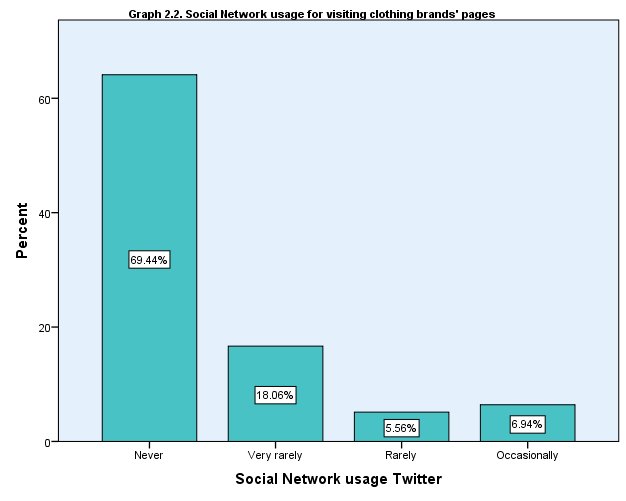 Graph 2.2. Social Network usage for visiting clothing brands' pages
Percent
60
40
20
0
69.44%
18.06%
5.56%
6.94%
Never
Very rarely
Rarely
Occasionally
Social Network usage Twitter